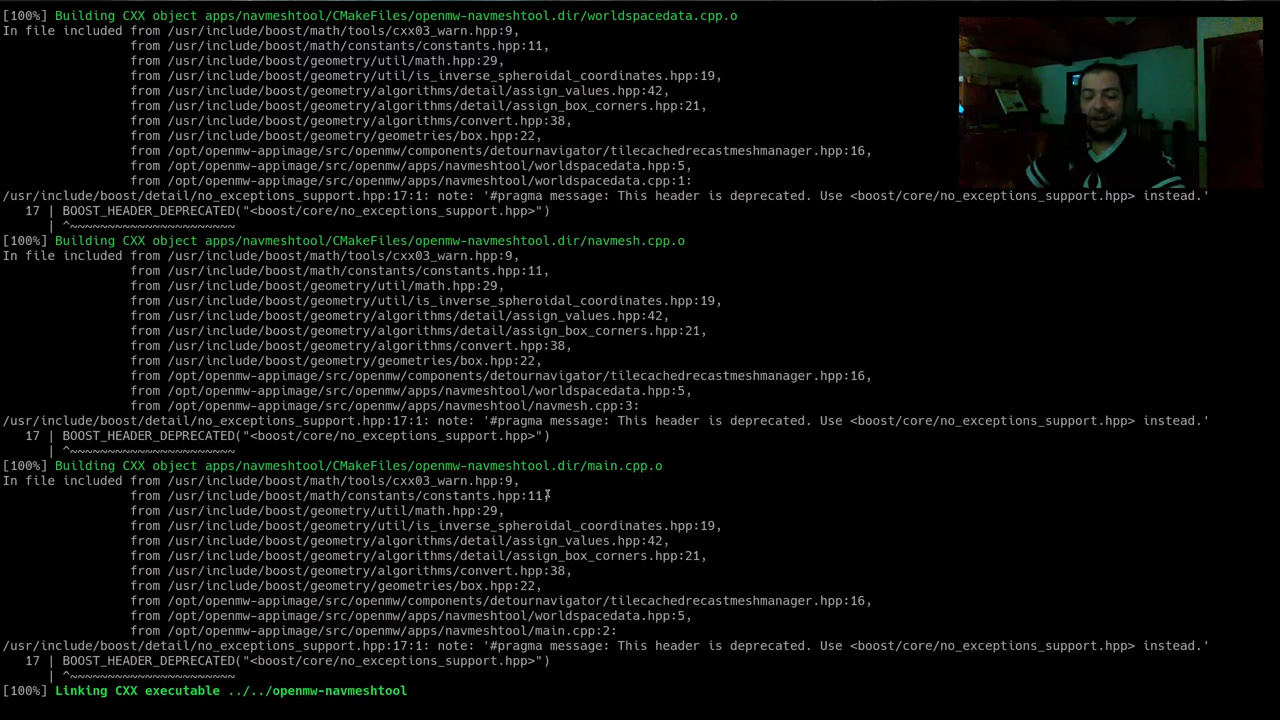 [100%] Building CXX object apps/navmeshtool/CMakeFiles/openmw-navmeshtool.dir/worldspacedata.cpp.o
In file included from /usr/include/boost/math/tools/cxx03_warn.hpp:9,
from /usr/include/boost/math/constants/constants.hpp:11,
from /usr/include/boost/geometry/util/math.hpp:29,
from /usr/include/boost/geometry/util/is_inverse_spheroidal_coordinates.hpp:19,
from /usr/include/boost/geometry/algorithms/detail/assign_values.hpp:42,
from /usr/include/boost/geometry/algorithms/detail/assign_box_corners.hpp:21,
from /usr/include/boost/geometry/algorithms/convert.hpp:38,
from /usr/include/boost/geometry/geometries/box.hpp:22,
from /opt/openmw-appimage/src/openmw/components/detournavigator/tilecachedrecastmeshmanager.hpp:16,
from /opt/openmw-appimage/src/openmw/apps/navmeshtool/worldspacedata.hpp:5,
from /opt/openmw-appimage/src/openmw/apps/navmeshtool/worldspacedata.cpp:1:
/usr/include/boost/detail/no_exceptions_support.hpp:17:1: note: '#pragma message: This header is deprecated. Use <boost/core/no_exceptions_support.hpp> instead.'
17 | BOOST_HEADER_DEPRECATED("<boost/core/no_exceptions_support.hpp>")
| ^~~~~~~~~~~~~~~~~~~~~~~
[100%] Building CXX object apps/navmeshtool/CMakeFiles/openmw-navmeshtool.dir/navmesh.cpp.o
In file included from /usr/include/boost/math/tools/cxx03_warn.hpp:9,
from /usr/include/boost/math/constants/constants.hpp:11,
from /usr/include/boost/geometry/util/math.hpp:29,
from /usr/include/boost/geometry/util/is_inverse_spheroidal_coordinates.hpp:19,
from /usr/include/boost/geometry/algorithms/detail/assign_values.hpp:42,
from /usr/include/boost/geometry/algorithms/detail/assign_box_corners.hpp:21,
from /usr/include/boost/geometry/algorithms/convert.hpp:38,
from /usr/include/boost/geometry/geometries/box.hpp:22,
from /opt/openmw-appimage/src/openmw/components/detournavigator/tilecachedrecastmeshmanager.hpp:16,
from /opt/openmw-appimage/src/openmw/apps/navmeshtool/worldspacedata.hpp:5,
from /opt/openmw-appimage/src/openmw/apps/navmeshtool/navmesh.cpp:3:
/usr/include/boost/detail/no_exceptions_support.hpp:17:1: note: '#pragma message: This header is deprecated. Use <boost/core/no_exceptions_support.hpp> instead.'
17 | BOOST_HEADER_DEPRECATED("<boost/core/no_exceptions_support.hpp>")
| ^~~~~~~~~~~~~~~~~~~~~~~
[100%] Building CXX object apps/navmeshtool/CMakeFiles/openmw-navmeshtool.dir/main.cpp.o
In file included from /usr/include/boost/math/tools/cxx03_warn.hpp:9,
from /usr/include/boost/math/constants/constants.hpp:11,
from /usr/include/boost/geometry/util/math.hpp:29,
from /usr/include/boost/geometry/util/is_inverse_spheroidal_coordinates.hpp:19,
from /usr/include/boost/geometry/algorithms/detail/assign_values.hpp:42,
from /usr/include/boost/geometry/algorithms/detail/assign_box_corners.hpp:21,
from /usr/include/boost/geometry/algorithms/convert.hpp:38,
from /usr/include/boost/geometry/geometries/box.hpp:22,
from /opt/openmw-appimage/src/openmw/components/detournavigator/tilecachedrecastmeshmanager.hpp:16,
from /opt/openmw-appimage/src/openmw/apps/navmeshtool/worldspacedata.hpp:5,
from /opt/openmw-appimage/src/openmw/apps/navmeshtool/main.cpp:2:
/usr/include/boost/detail/no_exceptions_support.hpp:17:1: note: '#pragma message: This header is deprecated. Use <boost/core/no_exceptions_support.hpp> instead.'
17 | BOOST_HEADER_DEPRECATED("<boost/core/no_exceptions_support.hpp>")
| ^~~~~~~~~~~~~~~~~~~~~~~
[100%] Linking CXX executable ../../openmw-navmeshtool